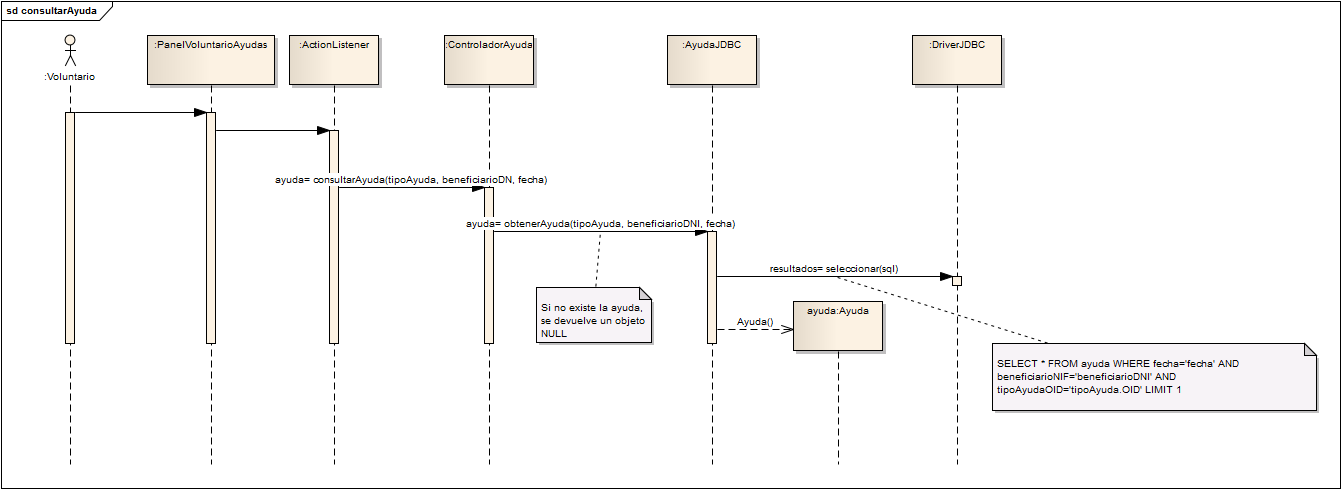 sd consultarAyuda
:Voluntario
:PanelVoluntarioAyudas
:ActionListener
:ControladorAyuda
:AyudaJDBC
:DriverJDBC
ayuda= consultarAyuda(tipoAyuda, beneficiarioDN, fecha)
ayuda= obtenerAyuda(tipoAyuda, beneficiarioDNI, fecha)
resultados= seleccionar(sql)
Si no existe la ayuda,
se devuelve un objeto
NULL
Ayuda()
ayuda:Ayuda
SELECT * FROM ayuda WHERE fecha='fecha' AND
beneficiarioNIF='beneficiarioDNI' AND
tipoAyudaOID='tipoAyuda.OID' LIMIT 1